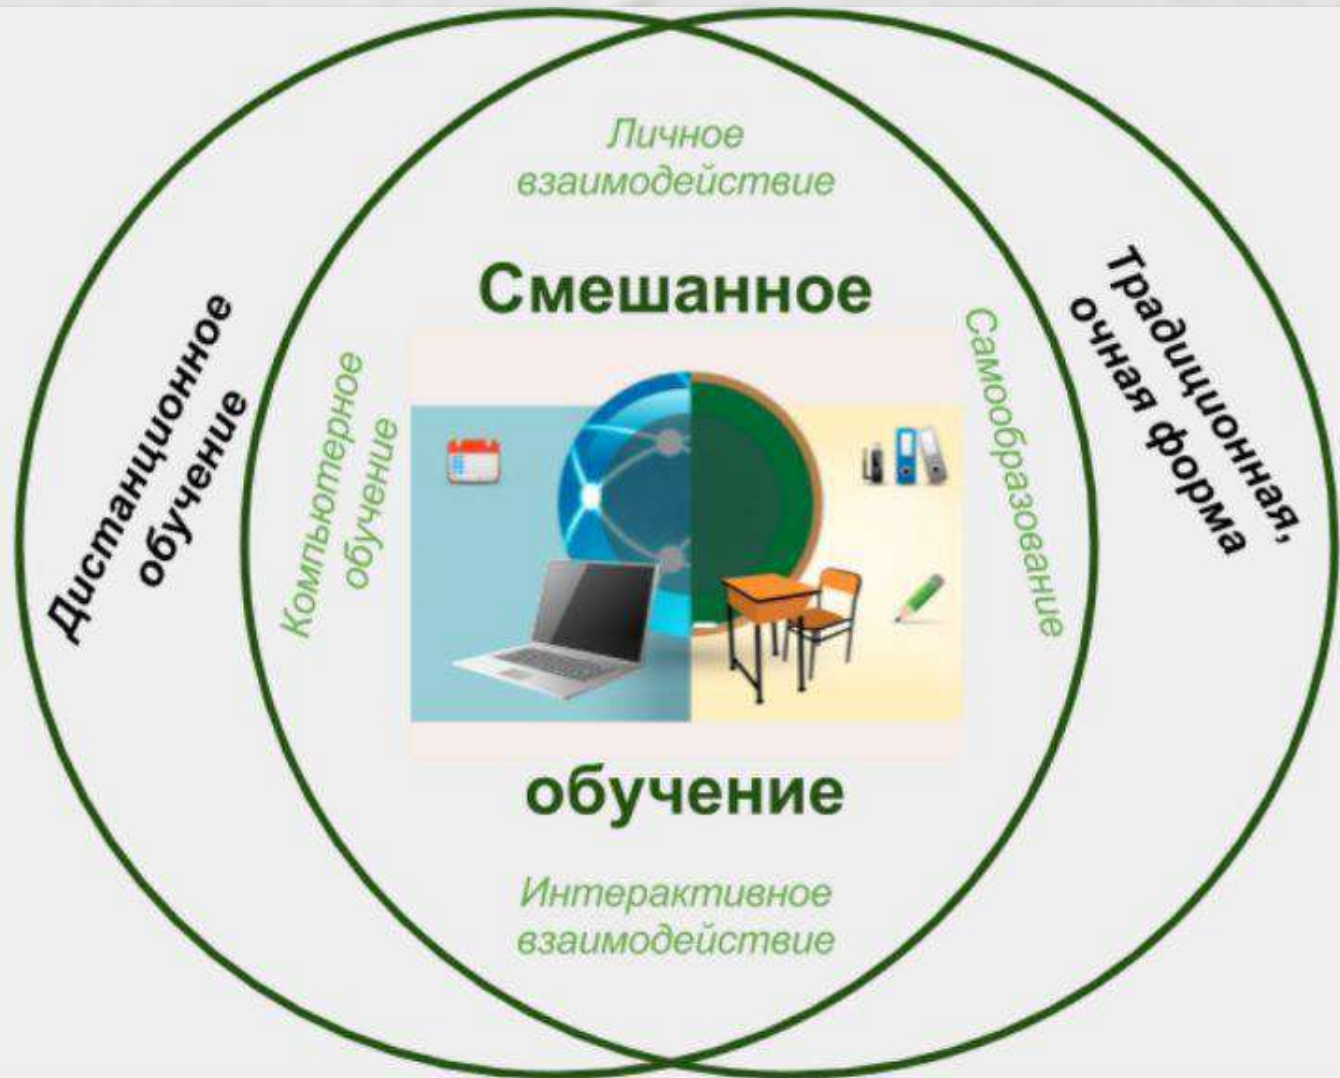 Личное
взаимодействие
Смешанное
Дистанционное
обучение
Компьютерное
обучение
Самообразование
Традиционная,
очная форма
обучение
Интерактивное
взаимодействие